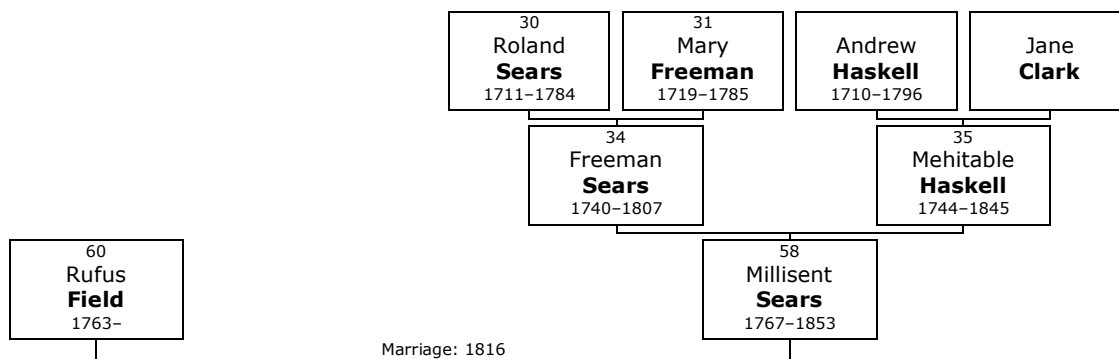 30
Roland
Sears
1711–1784
31
Mary
Freeman
1719–1785
Andrew
Haskell
1710–1796
Jane
Clark
34
Freeman
Sears
1740–1807
35
Mehitable
Haskell
1744–1845
60
Rufus
Field
1763–
58
Millisent
Sears
1767–1853
Marriage: 1816